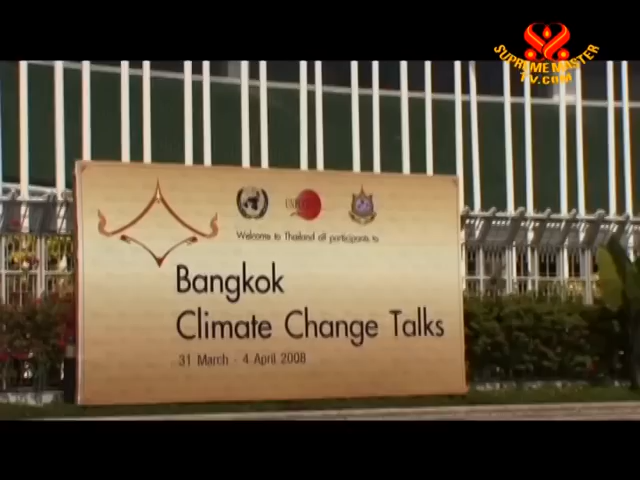 SUPREME MASTER
TV.COM
Welcome to Thailand all participants to
Bangkok
Climate Change Talks
31 March - 4 April 2008